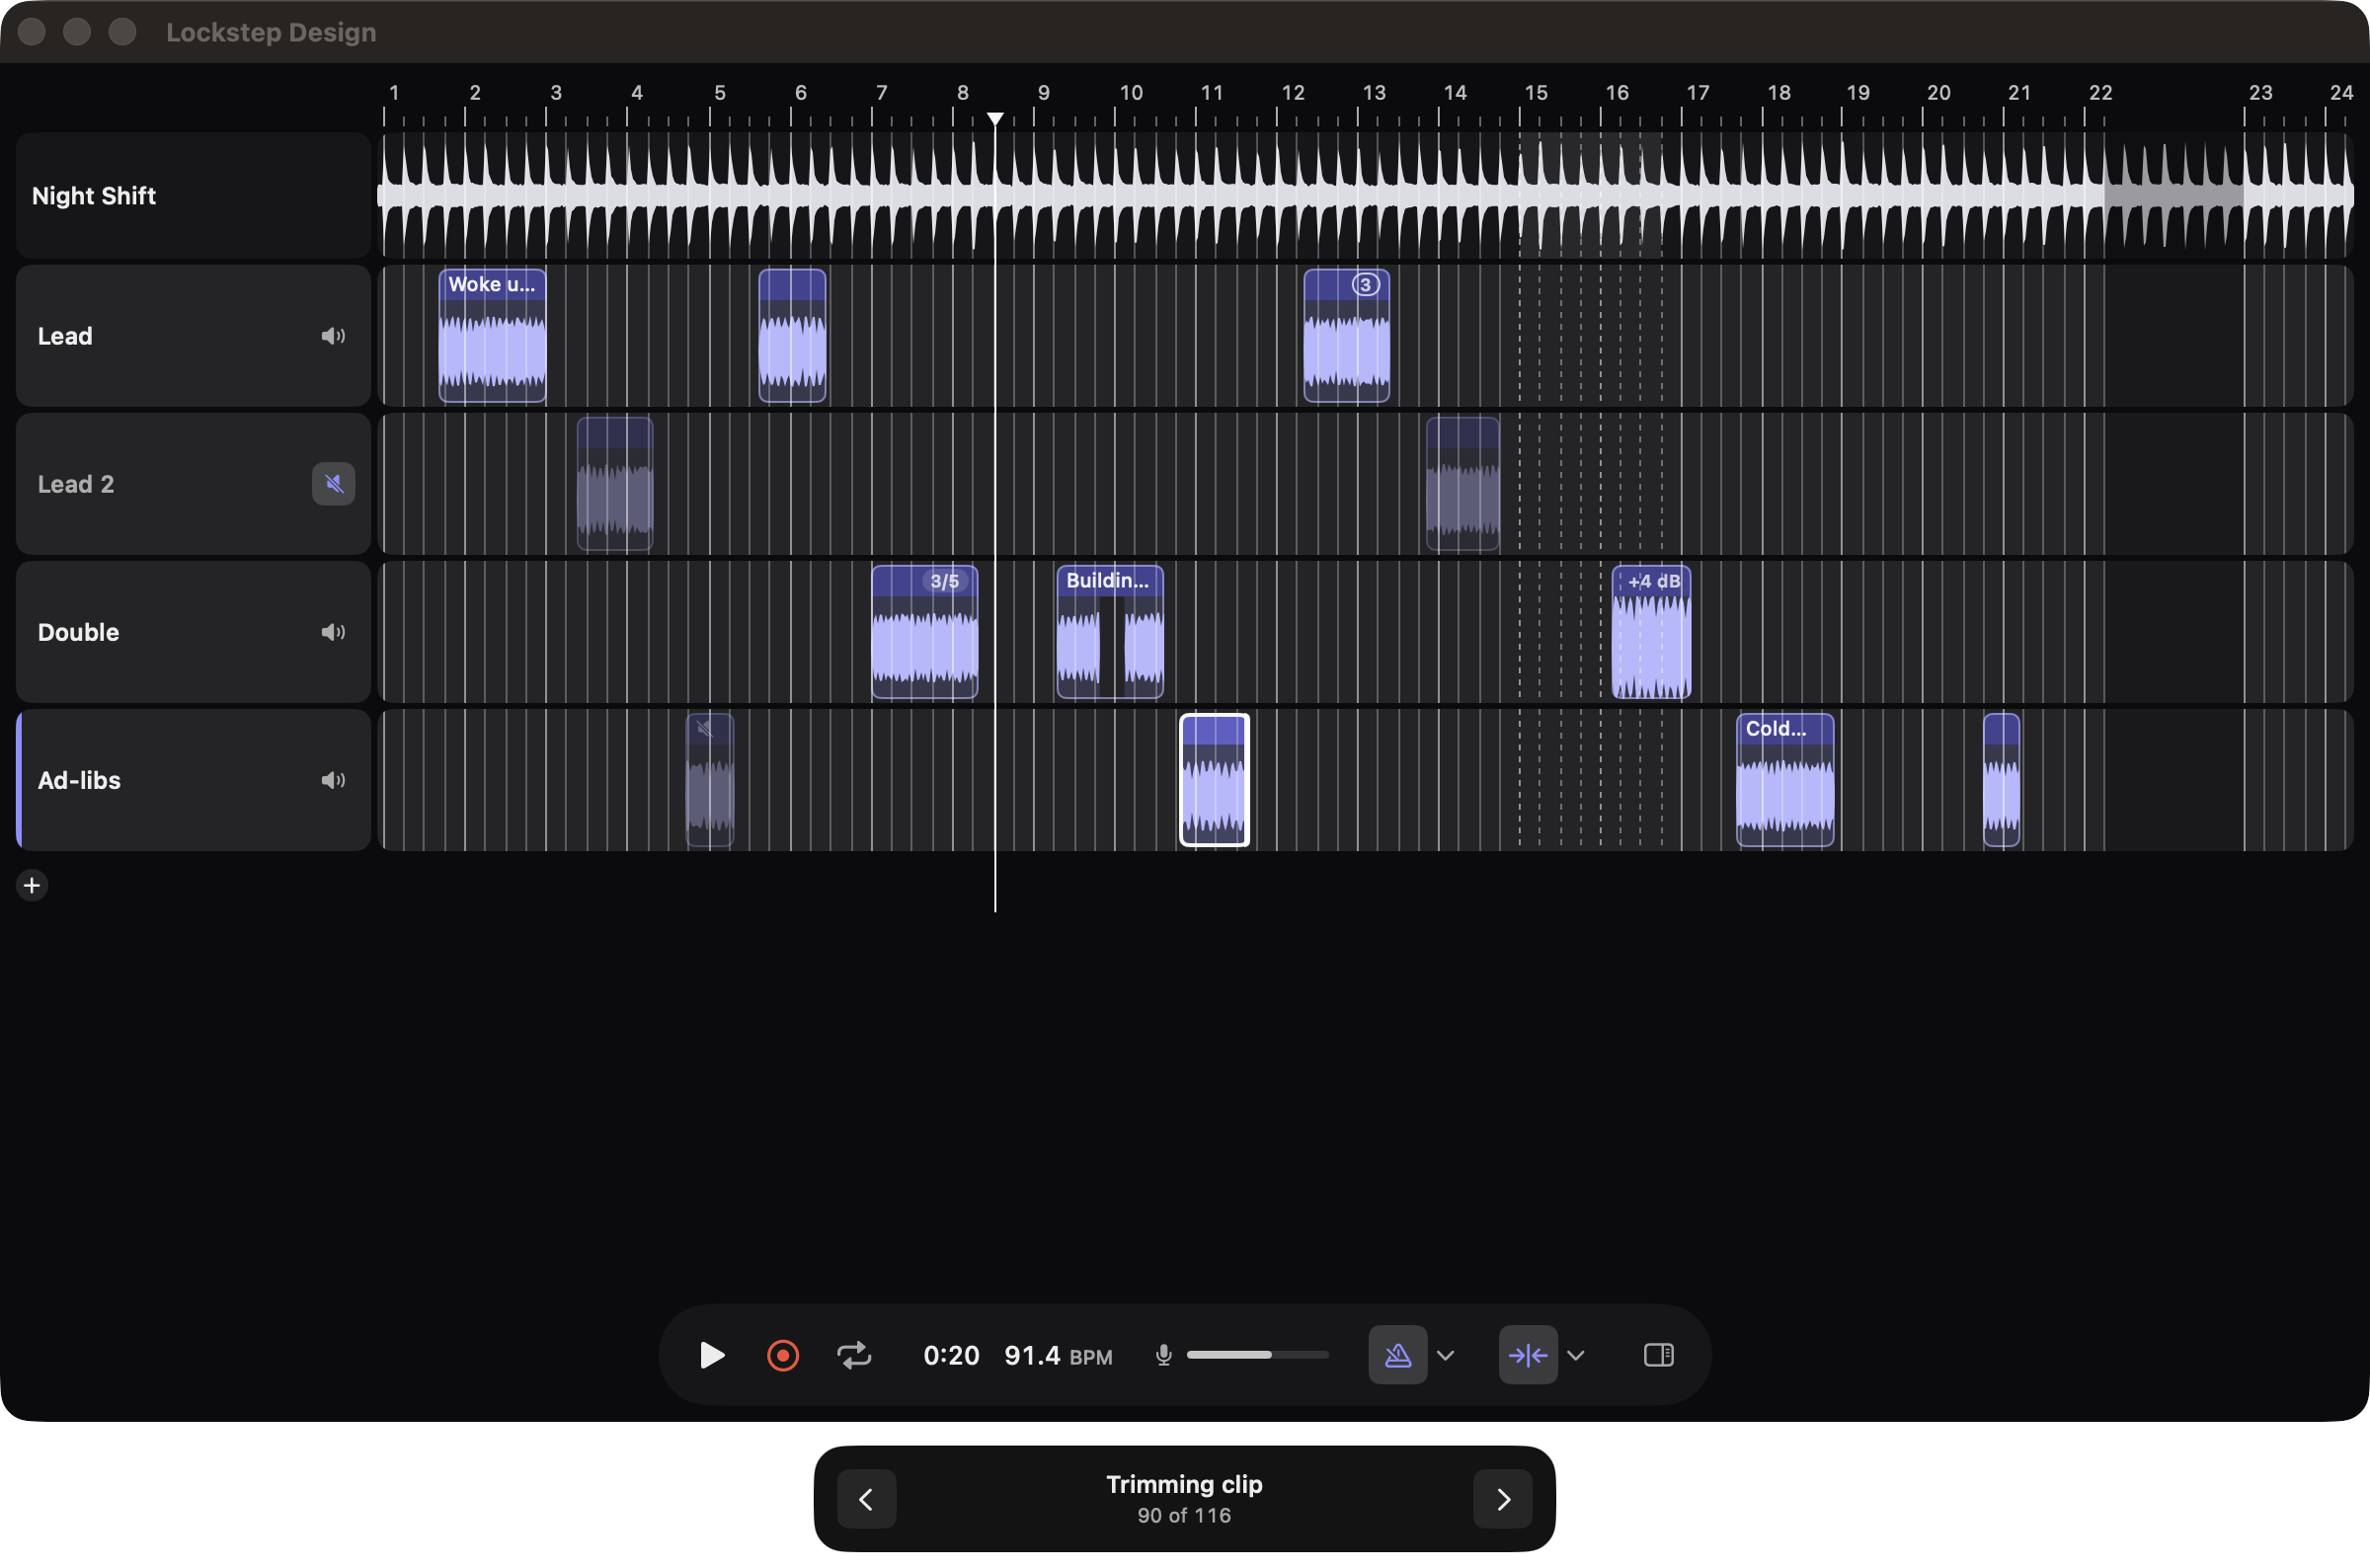 Lockstep Design
1 2 3 4 5 6 7 8 9 10 11 12 13 14 15 16 17 18 19 20 21 22 23 24
Night Shift
Lead
Woke u...
3
Lead 2
Double
3/5
Buildin...
+4 dB
Ad-libs
Cold...
0:20 91.4 BPM
Trimming clip
90 of 116